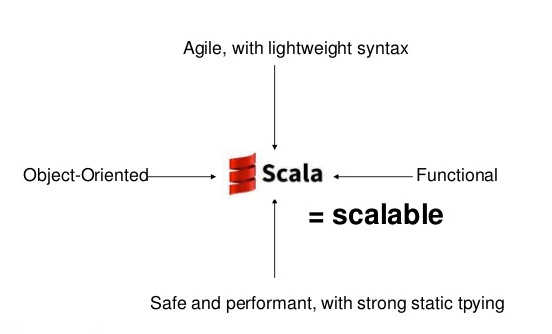 Agile, with lightweight syntax
Object-Oriented
Scala
Functional
= scalable
Safe and performant, with strong static tpying